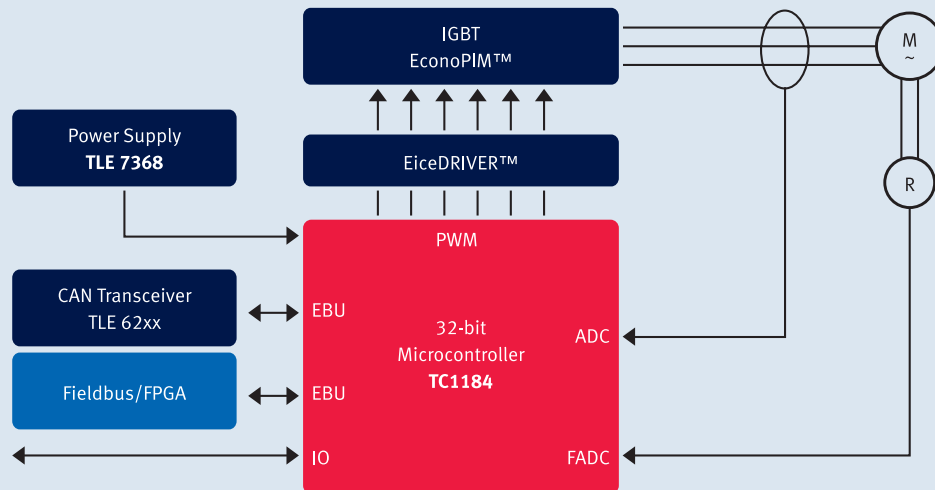 IGBT
EconoPIM™
M
~
Power Supply
TLE 7368
EiceDRIVER™
R
PWM
CAN Transceiver
TLE 62xx
EBU
32-bit
Microcontroller
TC1184
ADC
Fieldbus/FPGA
EBU
IO
FADC